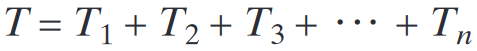 T = T₁ + T₂ + T₃ + ⋯ + Tₙ